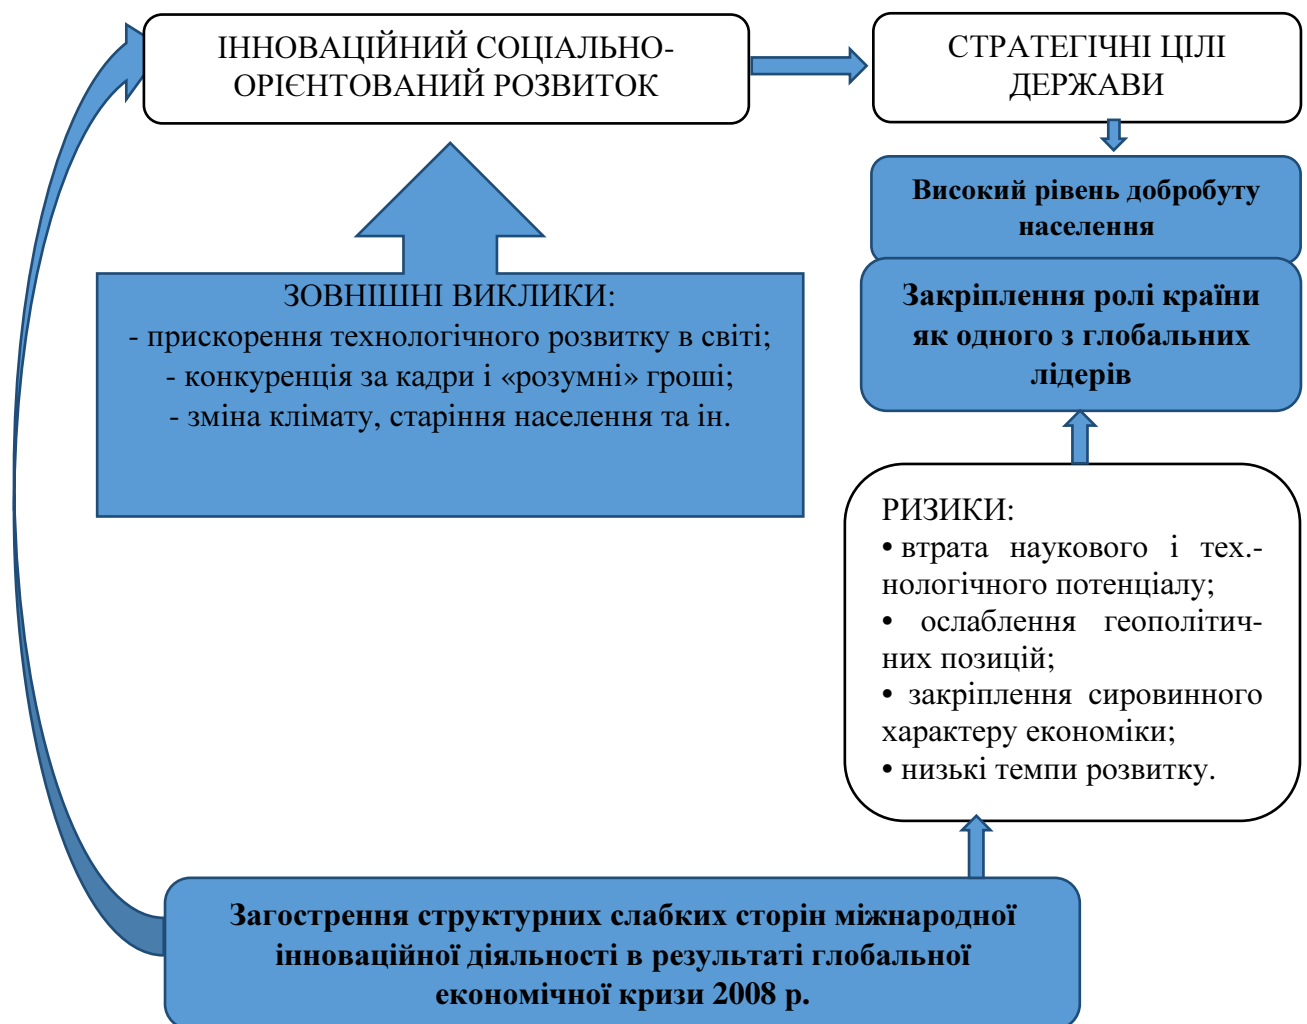 ІННОВАЦІЙНИЙ СОЦІАЛЬНО-
ОРІЄНТОВАНИЙ РОЗВИТОК
СТРАТЕГІЧНІ ЦІЛІ
ДЕРЖАВИ
Високий рівень добробуту
населення
Закріплення ролі країни
як одного з глобальних
лідерів
ЗОВНІШНІ ВИКЛИКИ:
- прискорення технологічного розвитку в світі;
- конкуренція за кадри і «розумні» гроші;
- зміна клімату, старіння населення та ін.
РИЗИКИ:
• втрата наукового і тех.-
нологічного потенціалу;
• ослаблення геополітич-
них позицій;
• закріплення сировинного
характеру економіки;
• низькі темпи розвитку.
Загострення структурних слабких сторін міжнародної
інноваційної діяльності в результаті глобальної
економічної кризи 2008 р.